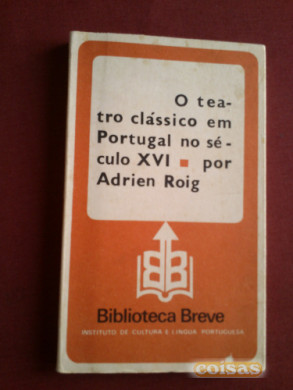 O tea-
tro clássico em
Portugal no sé-
culo XVI ■ por
Adrien Roig
Biblioteca Breve
INSTITUTO DE CULTURA E LÍNGUA PORTUGUESA
coisas